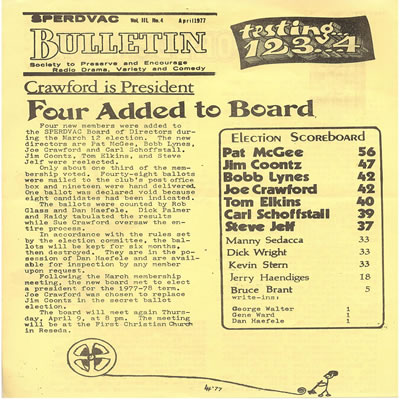 SPERDVAC Vol. III, No. 4 April 1977
BULLETIN
Society to Preserve and Encourage
Radio Drama, Variety and Comedy
testing
1.2.3...4
Crawford is President
Four Added to Board
Four new members were added to
the SPERDVAC Board of Directors dur-
ing the March 12 election. The new
directors are Pat McGee, Bobb Lynes,
Joe Crawford and Carl Schoffstall.
Jim Coontz, Tom Elkins, and Steve
Jelf were reelected.
Only about one third of the mem-
bership voted. Fourty-eight ballots
were mailed to the club's post office
box and nineteen were hand delivered.
One ballot was declared void because
eight candidates had been indicated.
The ballots were counted by Rob
Glass and Dan Haefele. Jack Palmer
and Haidy tabulated the results
while Sue Crawford oversaw the en-
tire process.
In accordance with the rules set
by the election committee, the bal-
lots will be kept for six months,
then destroyed. They are in the po-
session of Dan Haefele and are avail-
able for inspection by any member
upon request.
Following the March membership
meeting, the new board met to elect
a president for the 1977-78 term.
Joe Crawford was chosen to replace
Jim Coontz in the secret ballot
election.
The board will meet again Thurs-
day, April 9, at 8 pm. The meeting
will be at the First Christian Church
in Reseda.
Election Scoreboard
Pat McGee 56
Jim Coontz 47
Bobb Lynes 42
Joe Crawford 42
Tom Elkins 40
Carl Schoffstall 39
Steve Jelf 37
Manny Sedacca 33
Dick Wright 33
Kevin Stern 33
Jerry Haendiges 18
Bruce Brant 5
write-ins:
George Walter 1
Gene Ward 1
Dan Haefele 1